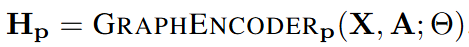 H_p = GRAPHENCODER_p(X, A; Θ)